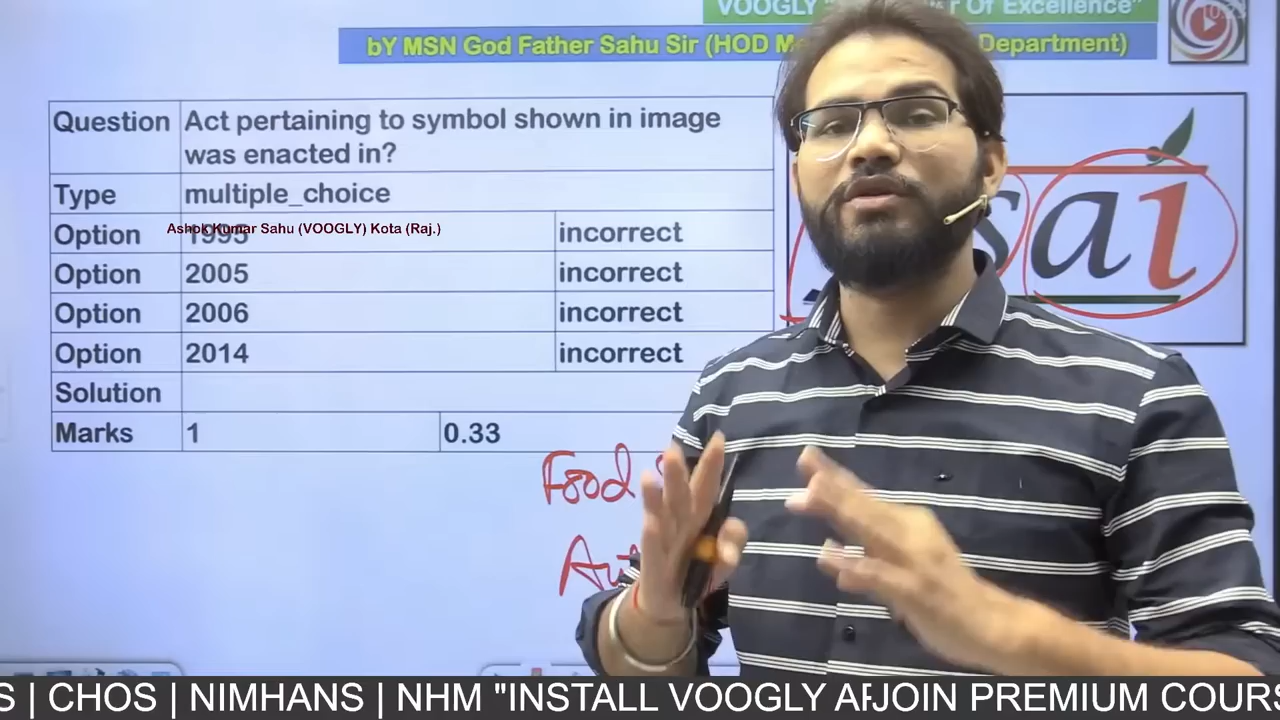 VOOGLY " Of Excellence"
bY MSN God Father Sahu Sir (HOD Department)
Question Act pertaining to symbol shown in image
was enacted in?
Type multiple_choice
Option 1995 incorrect
Ashok Kumar Sahu (VOOGLY) Kota (Raj.)
Option 2005 incorrect
Option 2006 incorrect
Option 2014 incorrect
Solution
Marks 1 0.33
sai
Food
S | CHOS | NIMHANS | NHM "INSTALL VOOGLY JOIN PREMIUM COURS